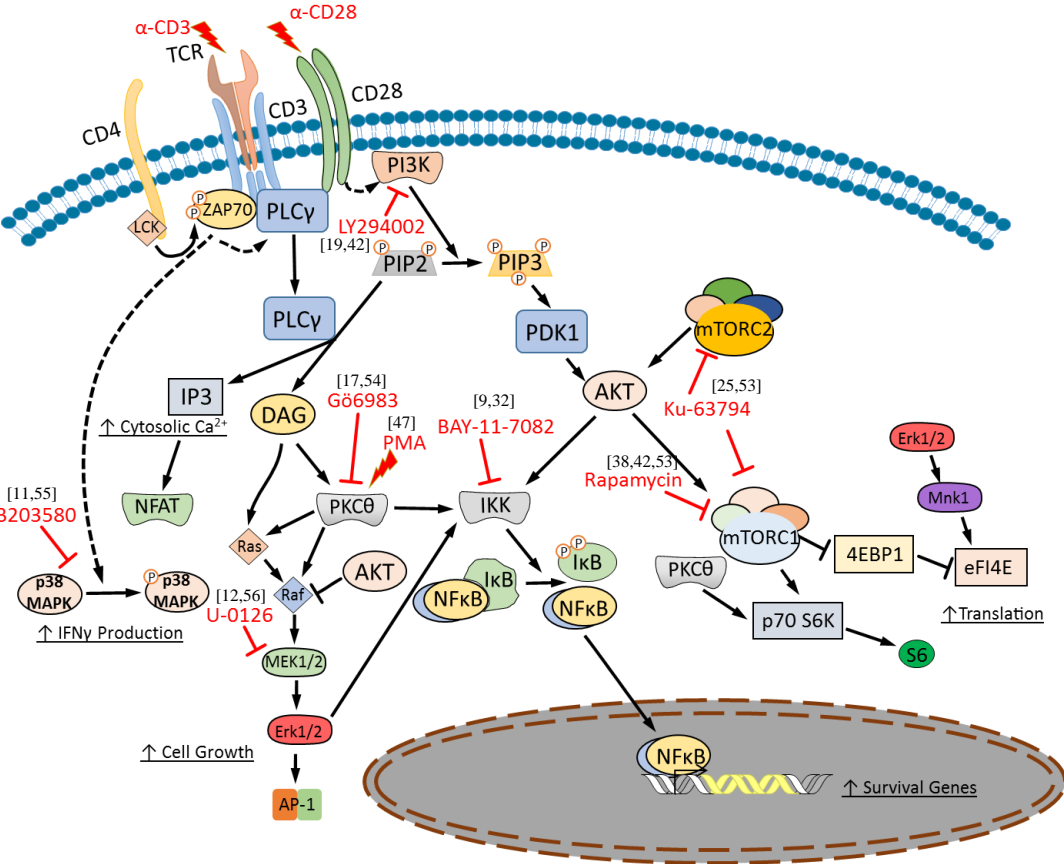 α-CD3
α-CD28
TCR
CD4
CD3
CD28
PI3K
LCK
P
P
ZAP70
PLCγ
LY294002
[19,42]
P
P
PIP2
P
P
P
PIP3
PLCγ
PDK1
mTORC2
IP3
↑ Cytosolic Ca²⁺
DAG
[17,54]
Gö6983
[47]
PMA
[9,32]
BAY-11-7082
AKT
[25,53]
Ku-63794
[38,42,53]
Rapamycin
Erk1/2
Mnk1
[11,55]
B203580
NFAT
PKCθ
IKK
mTORC1
4EBP1
eFI4E
↑Translation
Ras
Raf
AKT
PKCθ
p38
MAPK
P
p38
MAPK
↑ IFNγ Production
[12,56]
U-0126
IκB
NFκB
P
P
IκB
NFκB
p70 S6K
S6
MEK1/2
Erk1/2
↑ Cell Growth
AP-1
NFκB
↑ Survival Genes